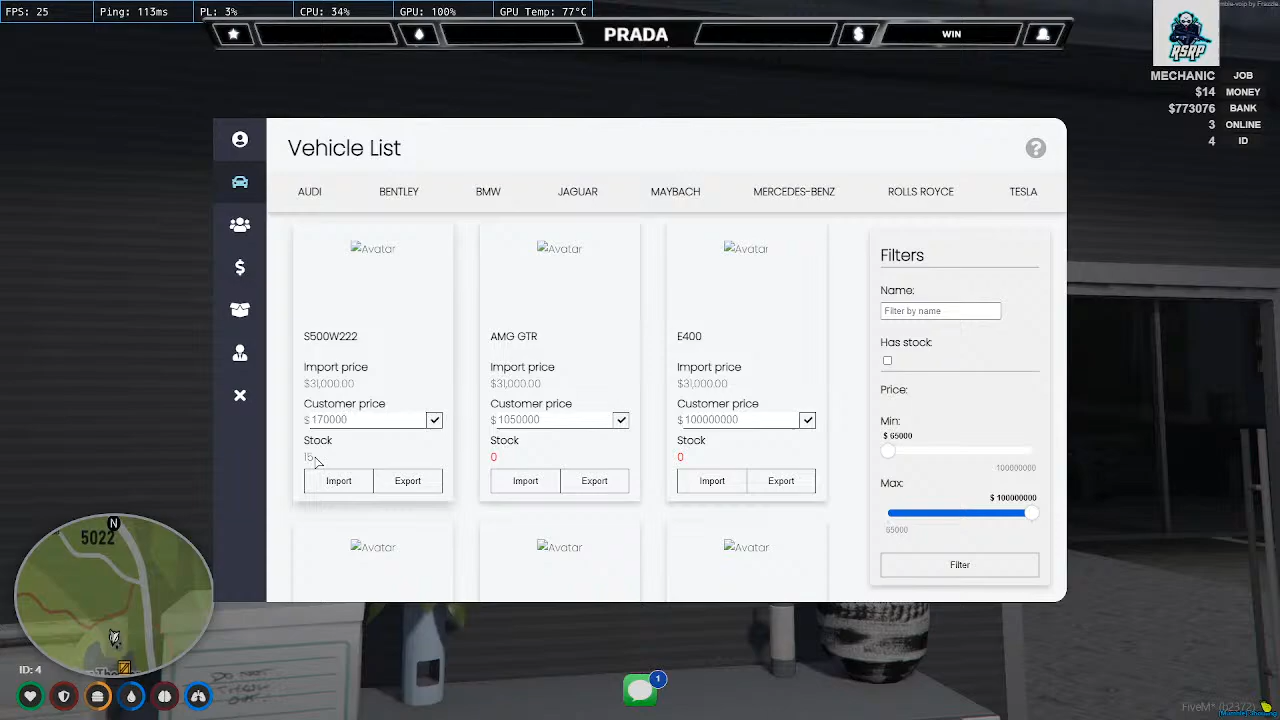 FPS: 25 Ping: 113ms PL: 3% CPU: 34% GPU: 100% GPU Temp: 77°C
PRADA
$
WIN
RSRP
MECHANIC JOB
$14 MONEY
$773076 BANK
3 ONLINE
4 ID
Vehicle List
?
AUDI BENTLEY BMW JAGUAR MAYBACH MERCEDES-BENZ ROLLS ROYCE TESLA
Avatar
S500W222
Import price
$31,000.00
Customer price
$ 170000
Stock
15
Import Export
Avatar
AMG GTR
Import price
$31,000.00
Customer price
$ 1050000
Stock
0
Import Export
Avatar
E400
Import price
$31,000.00
Customer price
$ 100000000
Stock
0
Import Export
Avatar Avatar Avatar
Filters
Name:
Filter by name
Has stock:
Price:
Min:
$ 65000
100000000
Max:
$ 100000000
65000
Filter
N
5022
ID: 4
1
FiveM* (b2372)